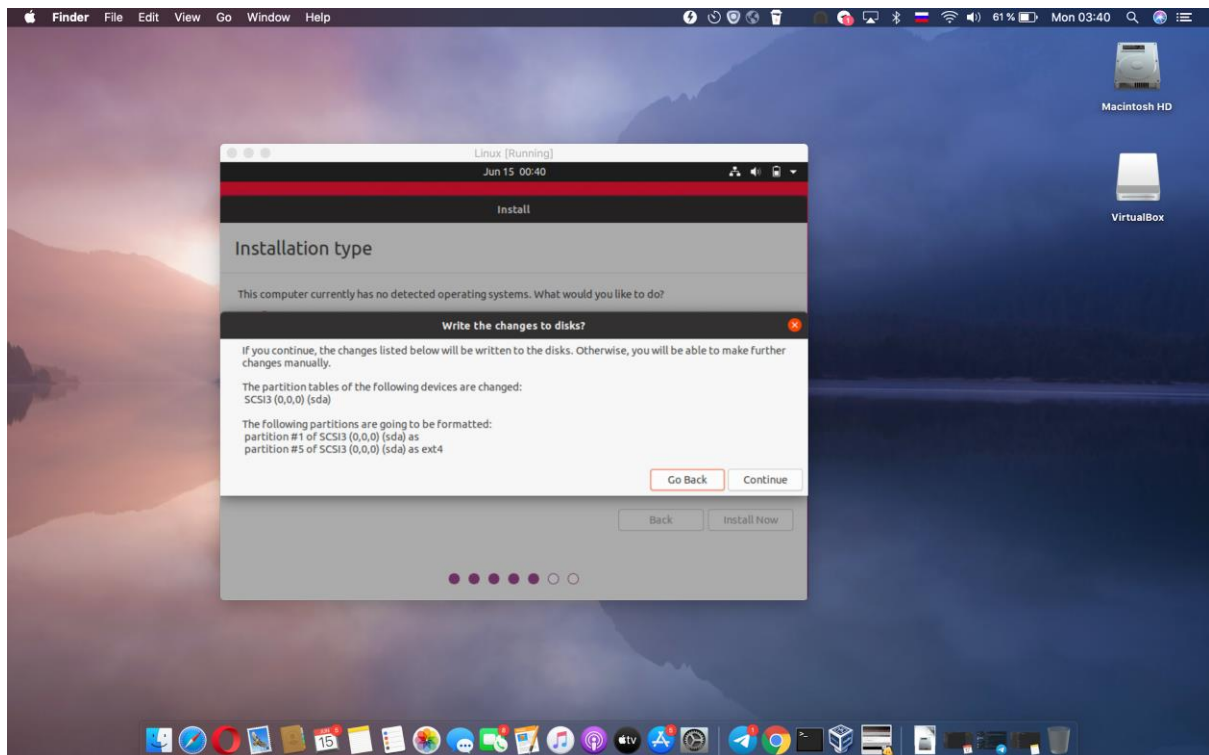 Finder File Edit View Go Window Help 61 % Mon 03:40
Macintosh HD
Linux [Running]
Jun 15 00:40
VirtualBox
Install
Installation type
This computer currently has no detected operating systems. What would you like to do?
Write the changes to disks?
If you continue, the changes listed below will be written to the disks. Otherwise, you will be able to make further
changes manually.
The partition tables of the following devices are changed:
SCSI3 (0,0,0) (sda)
The following partitions are going to be formatted:
partition #1 of SCSI3 (0,0,0) (sda) as
partition #5 of SCSI3 (0,0,0) (sda) as ext4
Go Back Continue
Back Install Now
15
tv